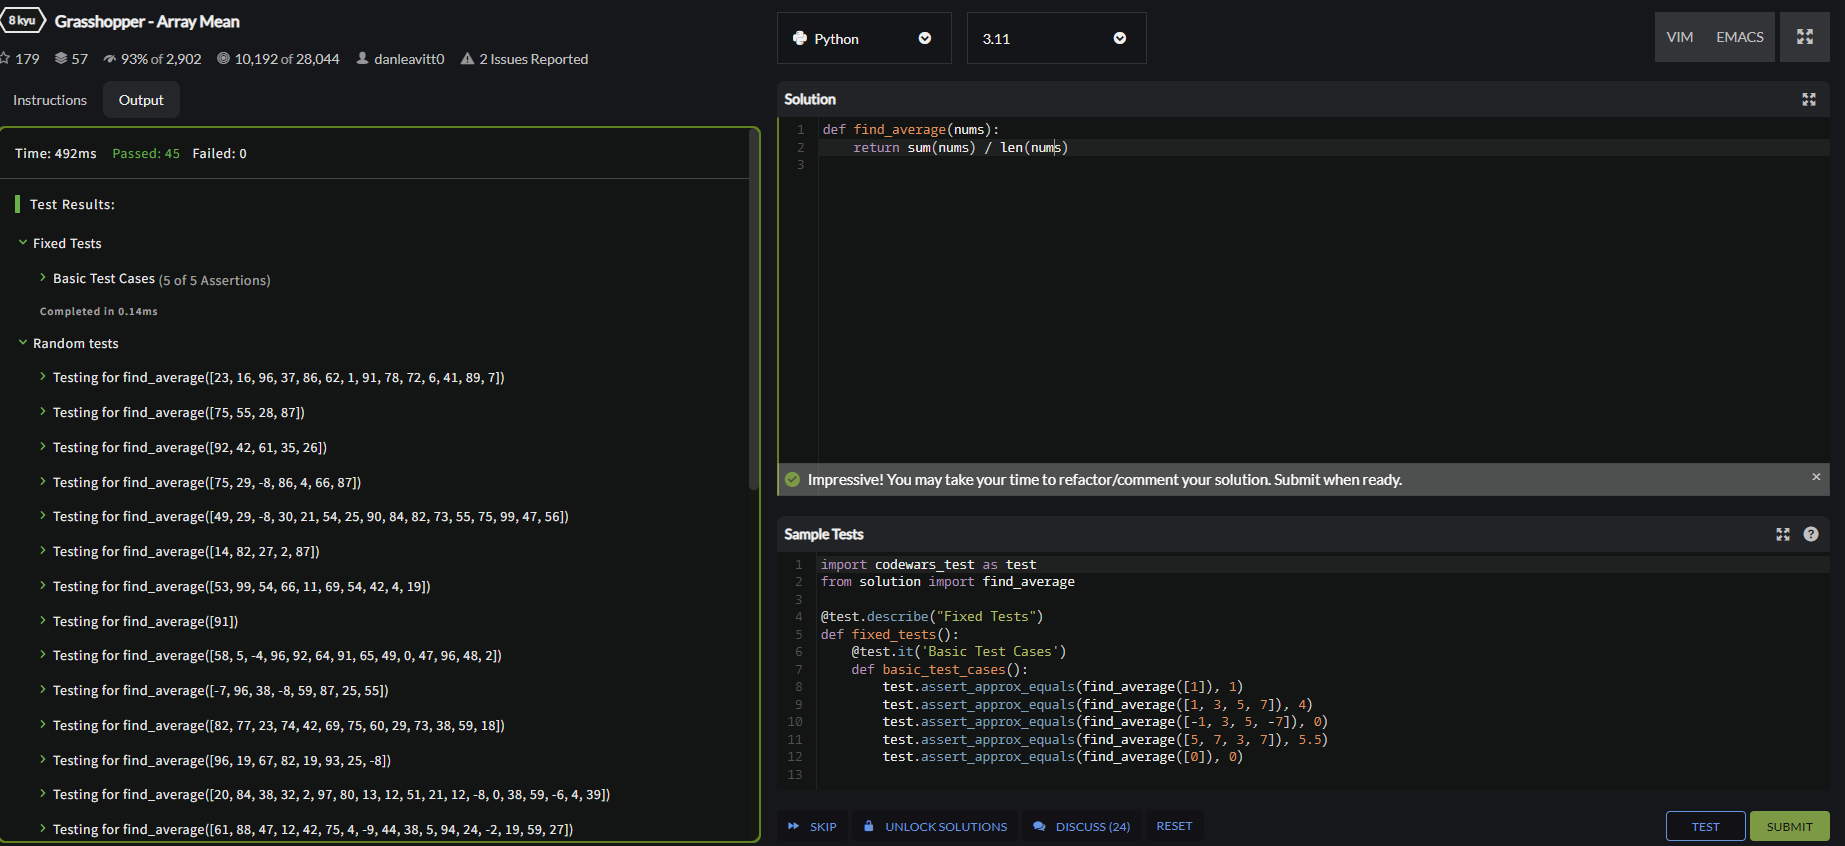 8 kyu Grasshopper - Array Mean
179 57 93% of 2,902 10,192 of 28,044 danleavitt0 2 Issues Reported
Instructions Output
Time: 492ms Passed: 45 Failed: 0
Test Results:
Fixed Tests
Basic Test Cases (5 of 5 Assertions)
Completed in 0.14ms
Random tests
Testing for find_average([23, 16, 96, 37, 86, 62, 1, 91, 78, 72, 6, 41, 89, 7])
Testing for find_average([75, 55, 28, 87])
Testing for find_average([92, 42, 61, 35, 26])
Testing for find_average([75, 29, -8, 86, 4, 66, 87])
Testing for find_average([49, 29, -8, 30, 21, 54, 25, 90, 84, 82, 73, 55, 75, 99, 47, 56])
Testing for find_average([14, 82, 27, 2, 87])
Testing for find_average([53, 99, 54, 66, 11, 69, 54, 42, 4, 19])
Testing for find_average([91])
Testing for find_average([58, 5, -4, 96, 92, 64, 91, 65, 49, 0, 47, 96, 48, 2])
Testing for find_average([-7, 96, 38, -8, 59, 87, 25, 55])
Testing for find_average([82, 77, 23, 74, 42, 69, 75, 60, 29, 73, 38, 59, 18])
Testing for find_average([96, 19, 67, 82, 19, 93, 25, -8])
Testing for find_average([20, 84, 38, 32, 2, 97, 80, 13, 12, 51, 21, 12, -8, 0, 38, 59, -6, 4, 39])
Testing for find_average([61, 88, 47, 12, 42, 75, 4, -9, 44, 38, 5, 94, 24, -2, 19, 59, 27])
Python 3.11 VIM EMACS
Solution
1 def find_average(nums):
2     return sum(nums) / len(nums)
3
Impressive! You may take your time to refactor/comment your solution. Submit when ready. ×
Sample Tests
1 import codewars_test as test
2 from solution import find_average
3
4 @test.describe("Fixed Tests")
5 def fixed_tests():
6     @test.it('Basic Test Cases')
7     def basic_test_cases():
8         test.assert_approx_equals(find_average([1]), 1)
9         test.assert_approx_equals(find_average([1, 3, 5, 7]), 4)
10         test.assert_approx_equals(find_average([-1, 3, 5, -7]), 0)
11         test.assert_approx_equals(find_average([5, 7, 3, 7]), 5.5)
12         test.assert_approx_equals(find_average([0]), 0)
13
SKIP UNLOCK SOLUTIONS DISCUSS (24) RESET TEST SUBMIT